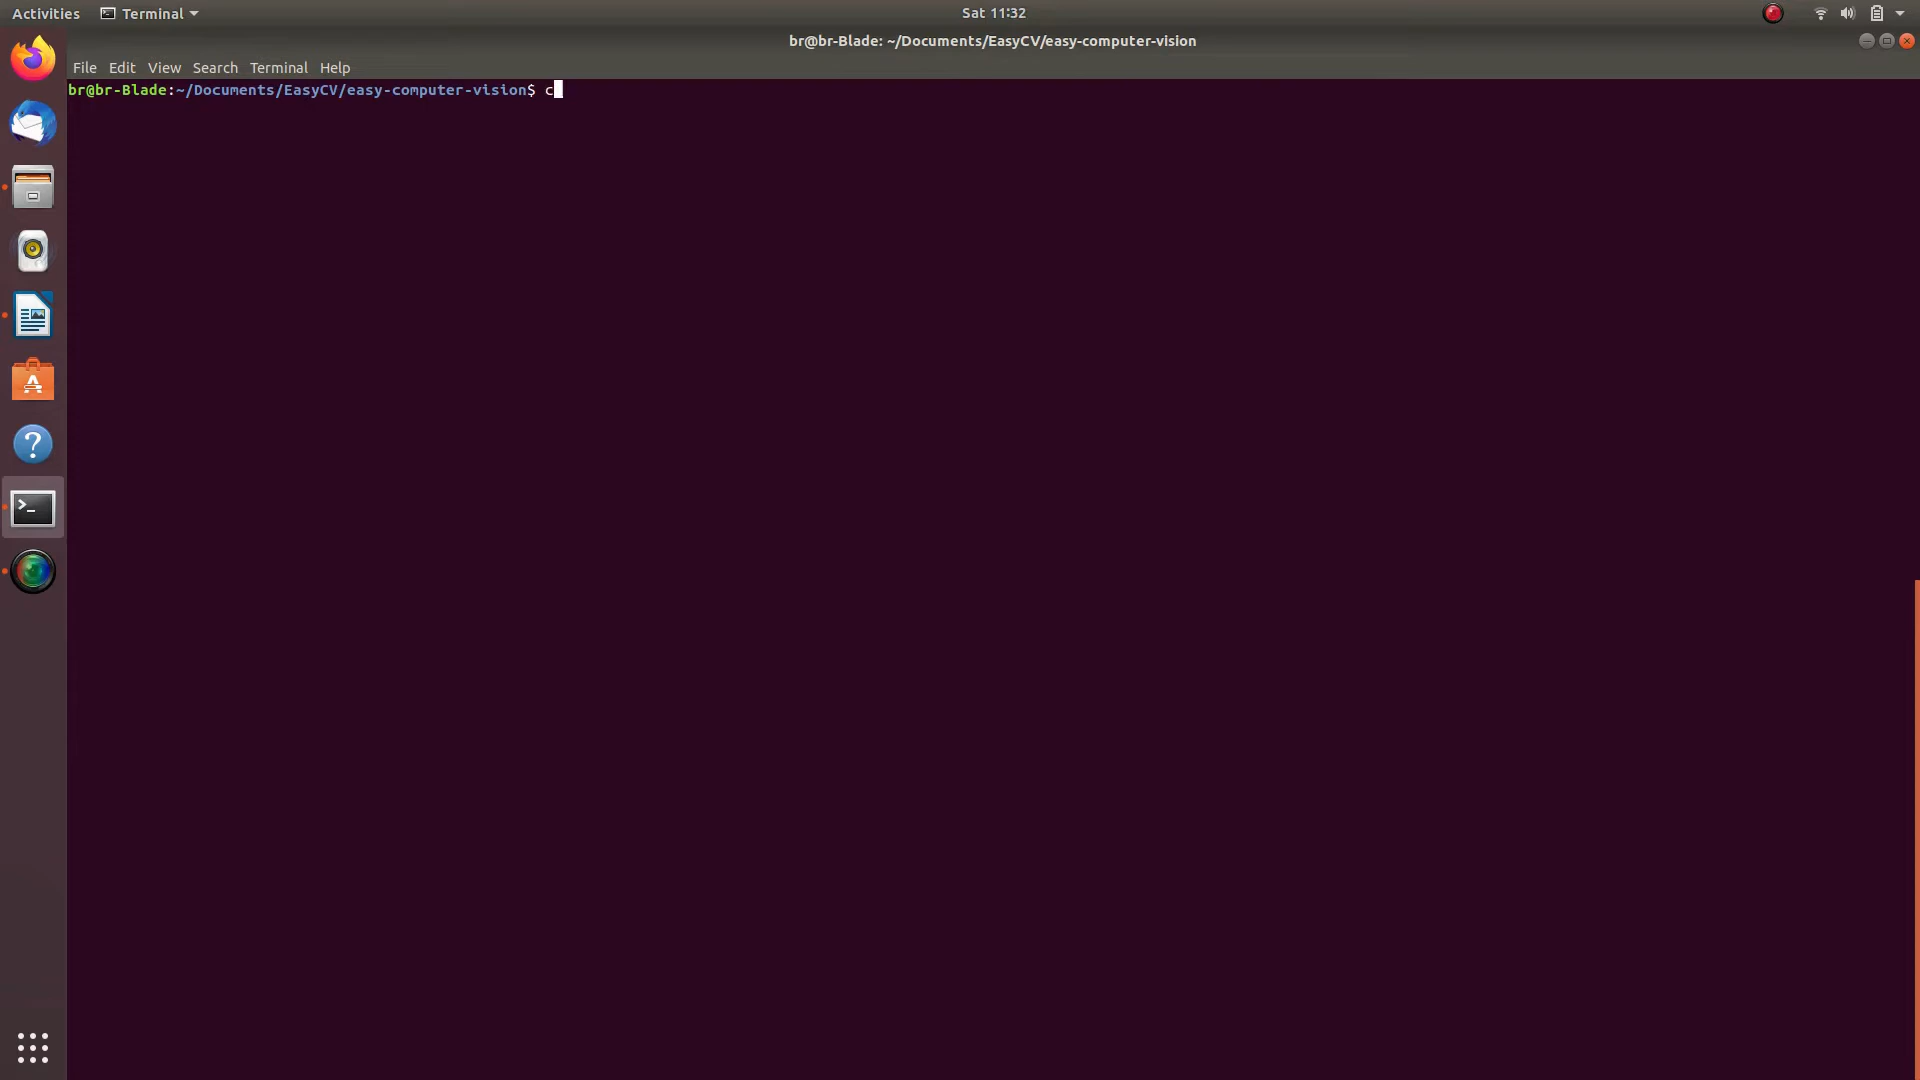 Activities Terminal Sat 11:32
br@br-Blade: ~/Documents/EasyCV/easy-computer-vision
File Edit View Search Terminal Help
br@br-Blade:~/Documents/EasyCV/easy-computer-vision$ c